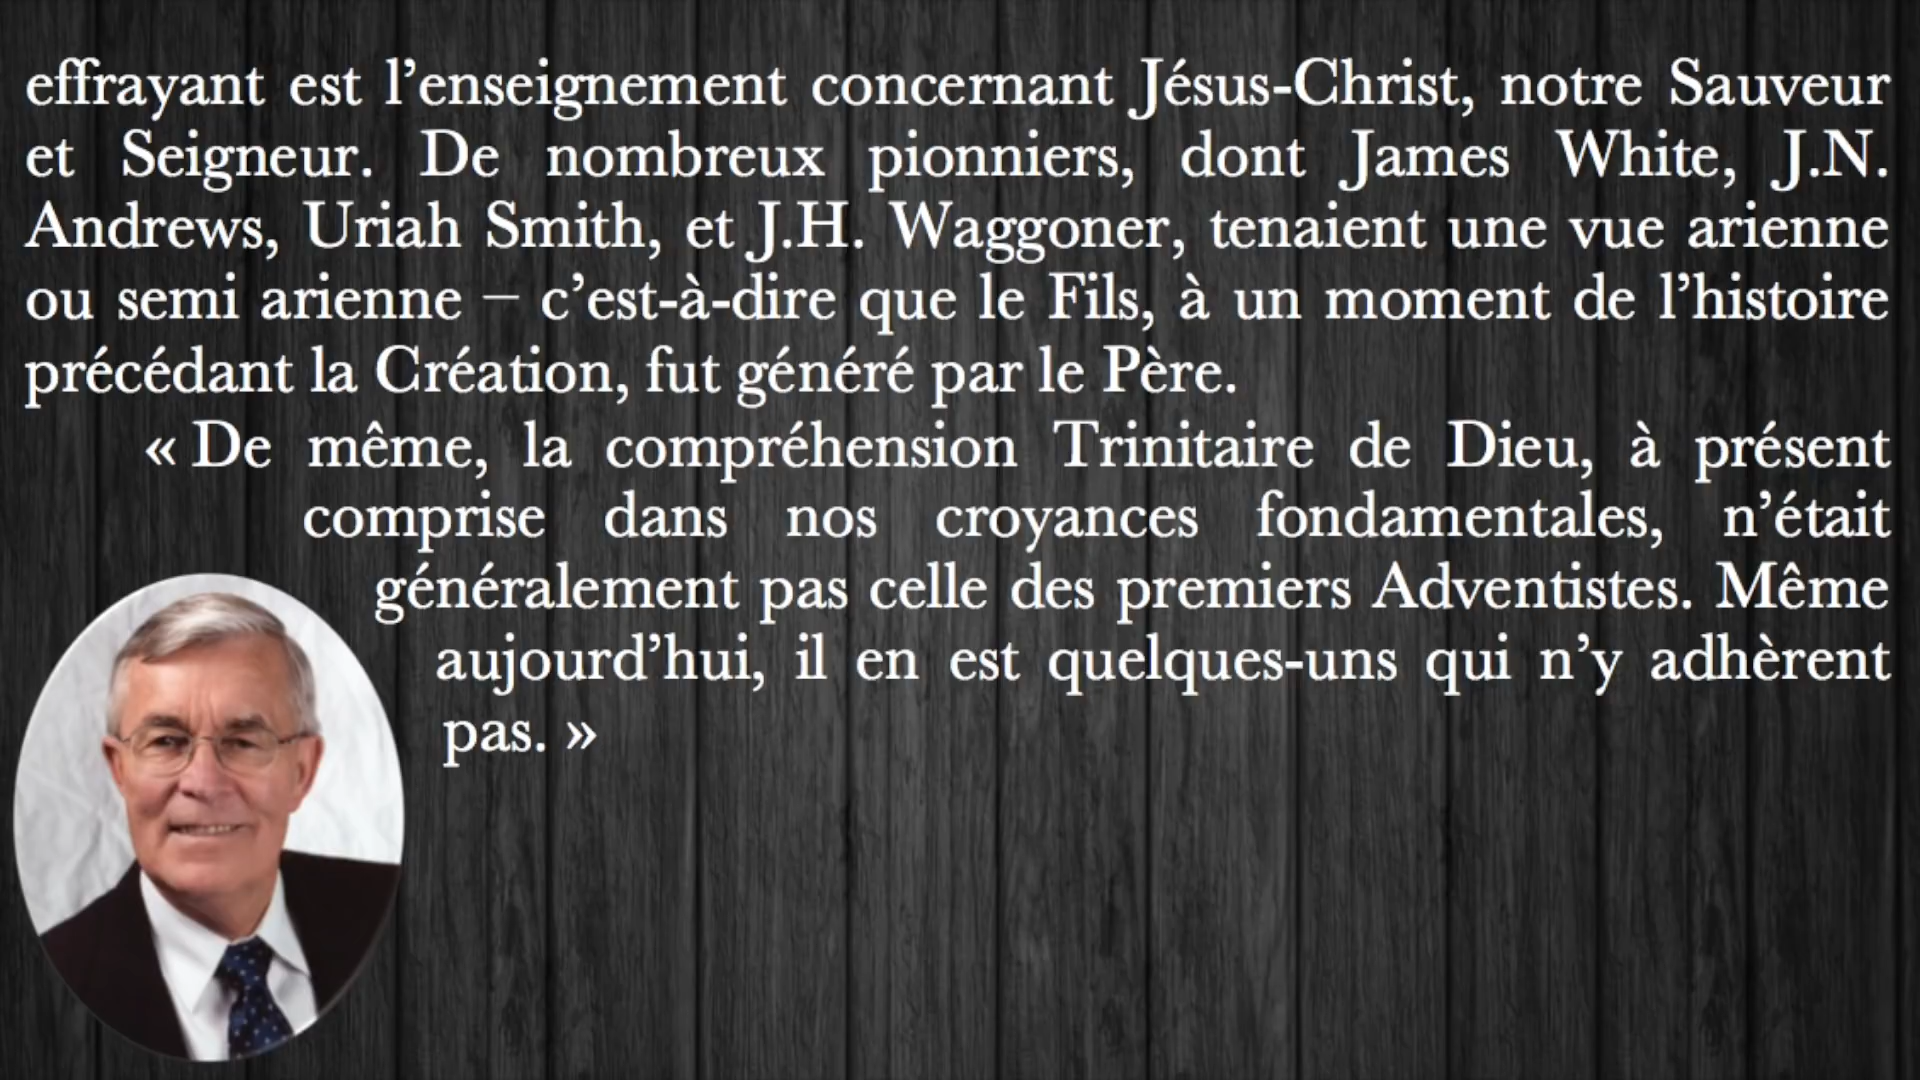 effrayant est l’enseignement concernant Jésus-Christ, notre Sauveur
et Seigneur. De nombreux pionniers, dont James White, J.N.
Andrews, Uriah Smith, et J.H. Waggoner, tenaient une vue arienne
ou semi arienne – c’est-à-dire que le Fils, à un moment de l’histoire
précédant la Création, fut généré par le Père.
« De même, la compréhension Trinitaire de Dieu, à présent
comprise dans nos croyances fondamentales, n’était
généralement pas celle des premiers Adventistes. Même
aujourd’hui, il en est quelques-uns qui n’y adhèrent
pas. »